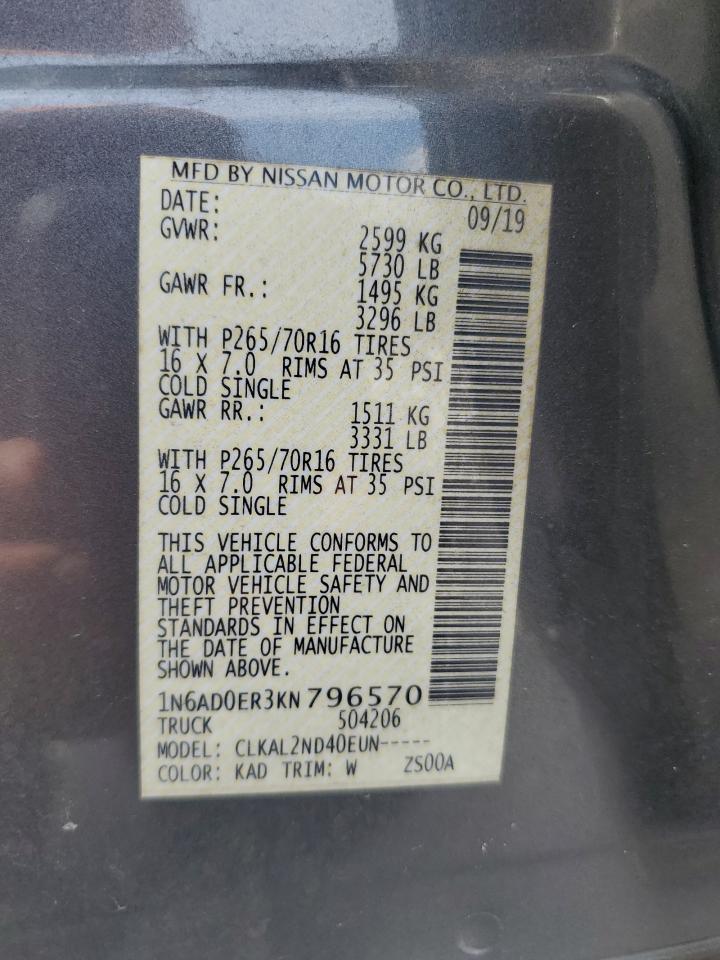 MFD BY NISSAN MOTOR CO., LTD.
DATE: 09/19
GVWR: 2599 KG
5730 LB
GAWR FR.: 1495 KG
3296 LB
WITH P265/70R16 TIRES
16 X 7.0 RIMS AT 35 PSI
COLD SINGLE
GAWR RR.: 1511 KG
3331 LB
WITH P265/70R16 TIRES
16 X 7.0 RIMS AT 35 PSI
COLD SINGLE
THIS VEHICLE CONFORMS TO
ALL APPLICABLE FEDERAL
MOTOR VEHICLE SAFETY AND
THEFT PREVENTION
STANDARDS IN EFFECT ON
THE DATE OF MANUFACTURE
SHOWN ABOVE.
1N6AD0ER3KN796570
TRUCK 504206
MODEL: CLKAL2ND40EUN-----
COLOR: KAD TRIM: W ZS00A